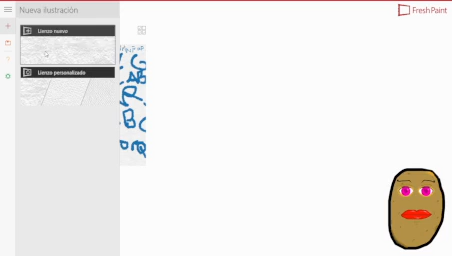 Nueva ilustración
Fresh Paint
Lienzo nuevo
Lienzo personalizado